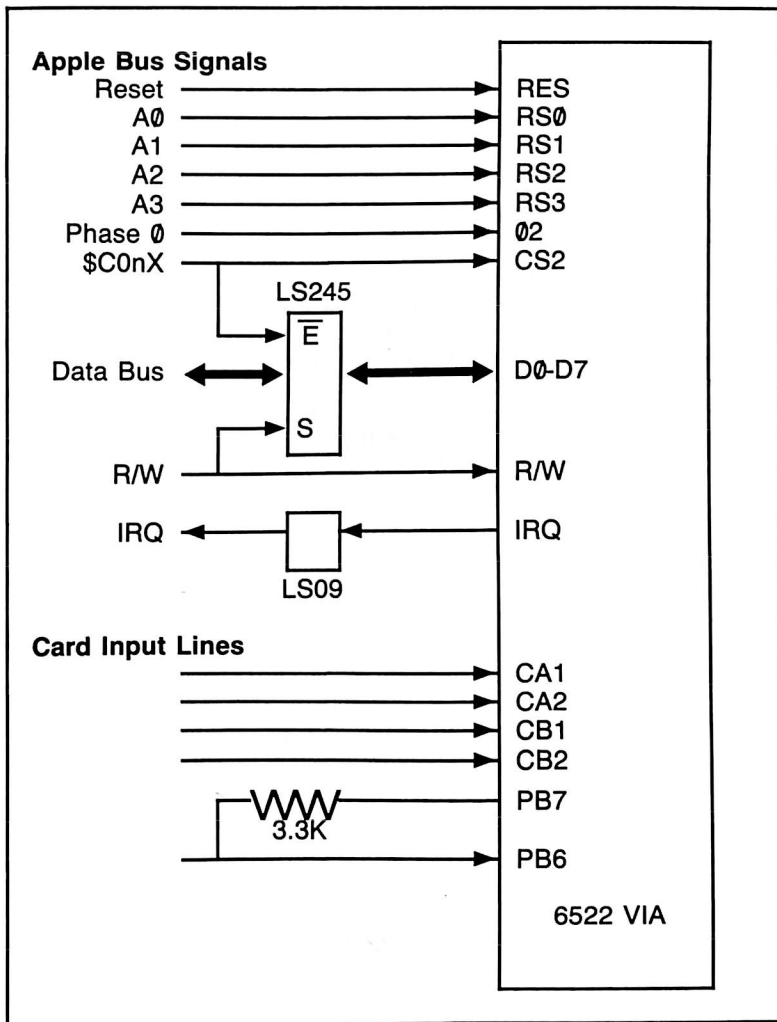 Apple Bus Signals
Reset RES
A0 RS0
A1 RS1
A2 RS2
A3 RS3
Phase 0 02
$C0nX CS2
LS245
E
Data Bus D0-D7
S
R/W R/W
IRQ IRQ
LS09
Card Input Lines
CA1
CA2
CB1
CB2
PB7
3.3K
PB6
6522 VIA